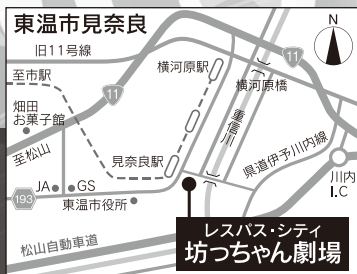 東温市見奈良
N
旧11号線
11
至市駅
横河原駅
横河原橋
11
畑田
お菓子館
重信川
至松山
見奈良駅
県道伊予川内線
JA
GS
川内
I.C
193
東温市役所
レスパス・シティ
坊っちゃん劇場
松山自動車道